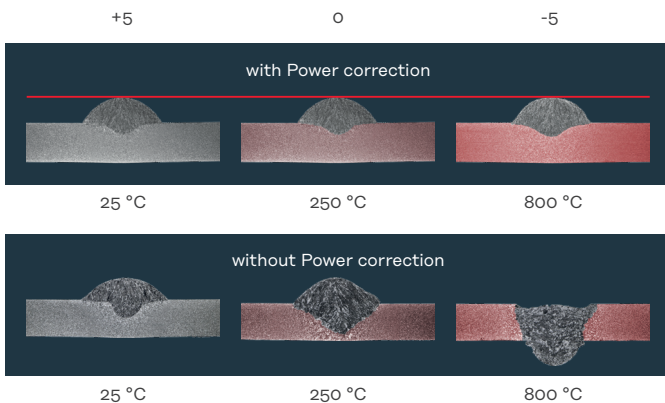 +5 0 -5
with Power correction
25 °C 250 °C 800 °C
without Power correction
25 °C 250 °C 800 °C